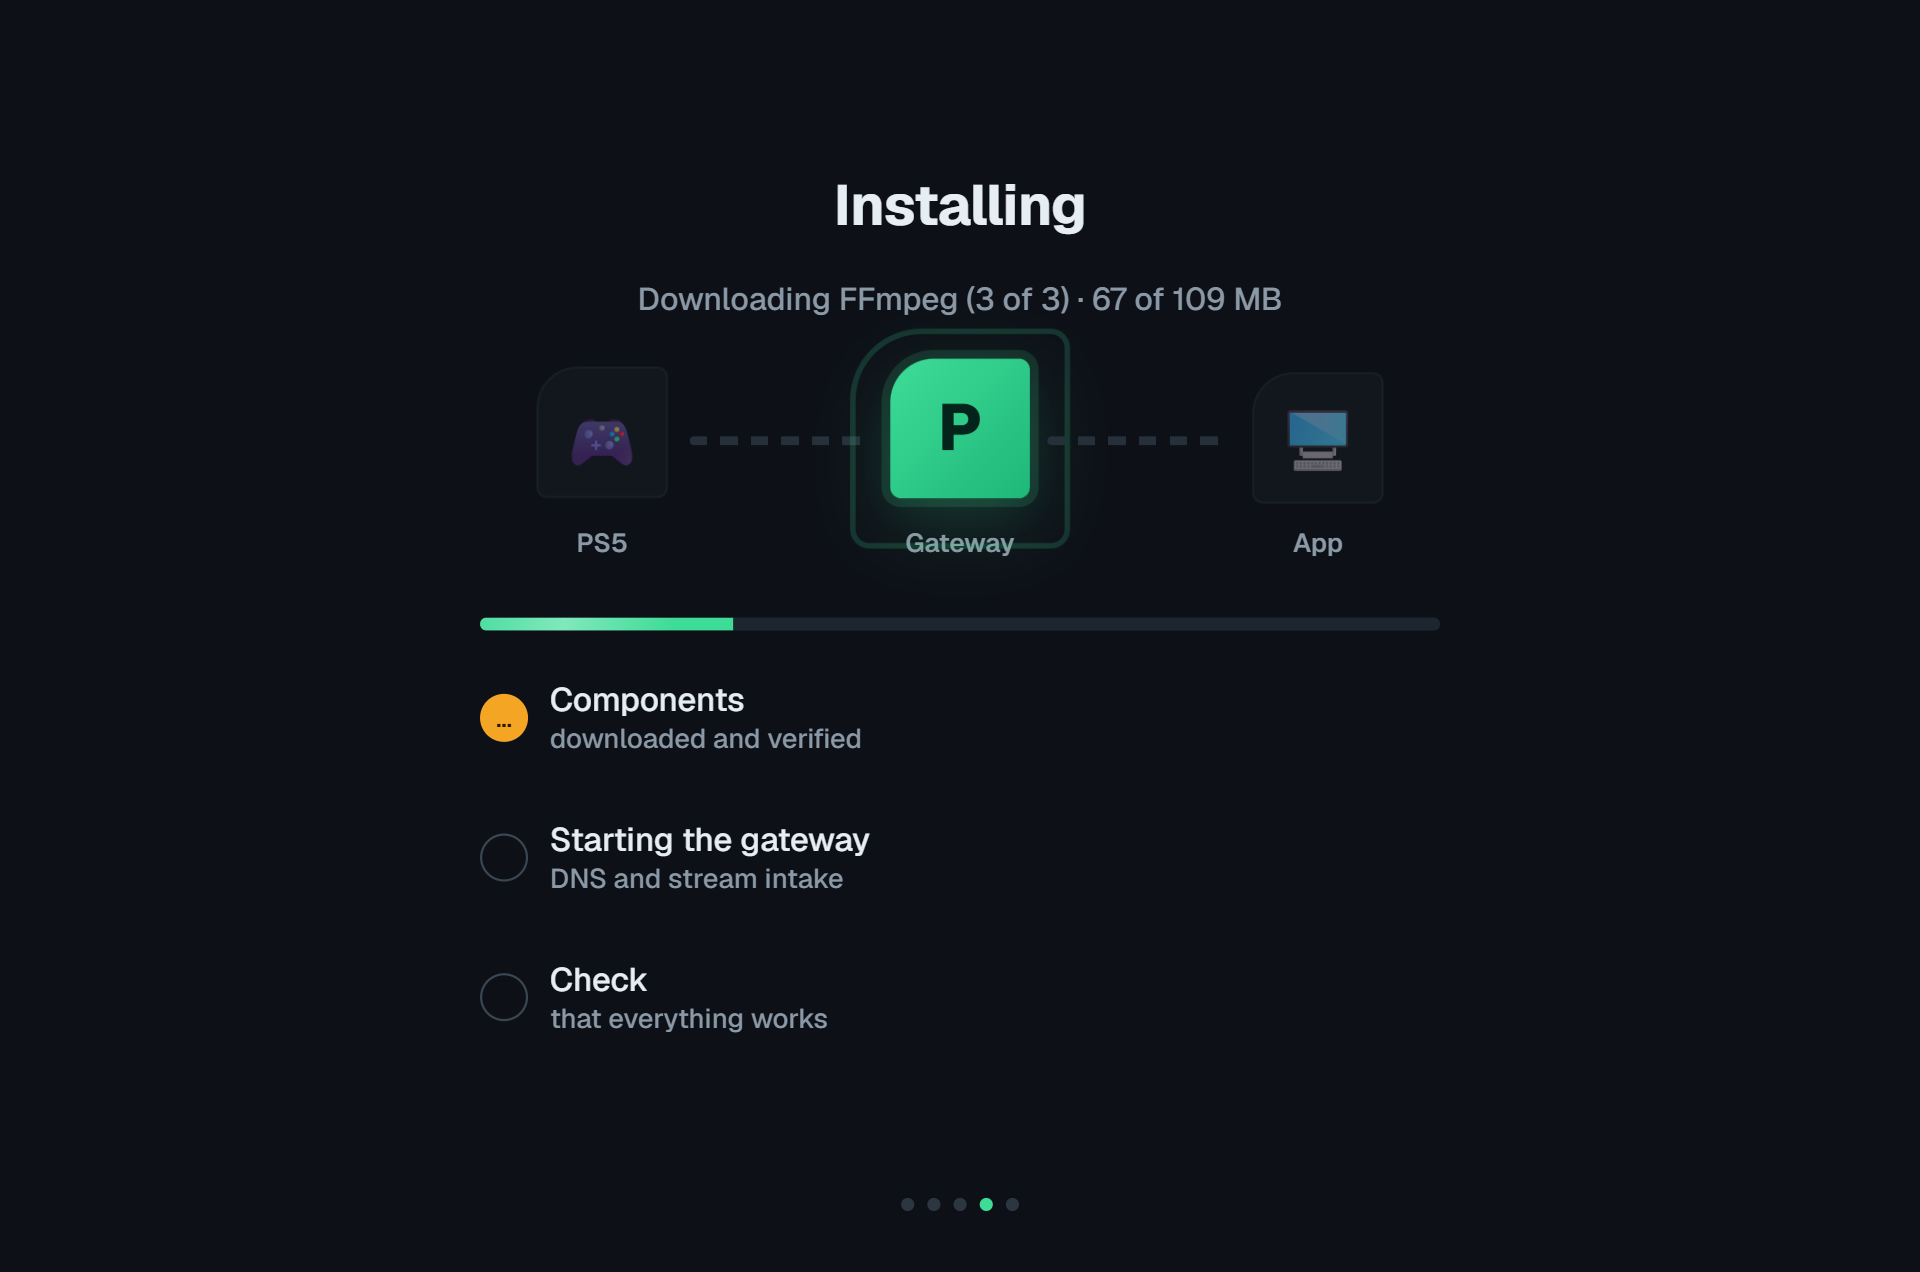 Installing
Downloading FFmpeg (3 of 3) · 67 of 109 MB
P
PS5
Gateway
App
...
Components
downloaded and verified
Starting the gateway
DNS and stream intake
Check
that everything works